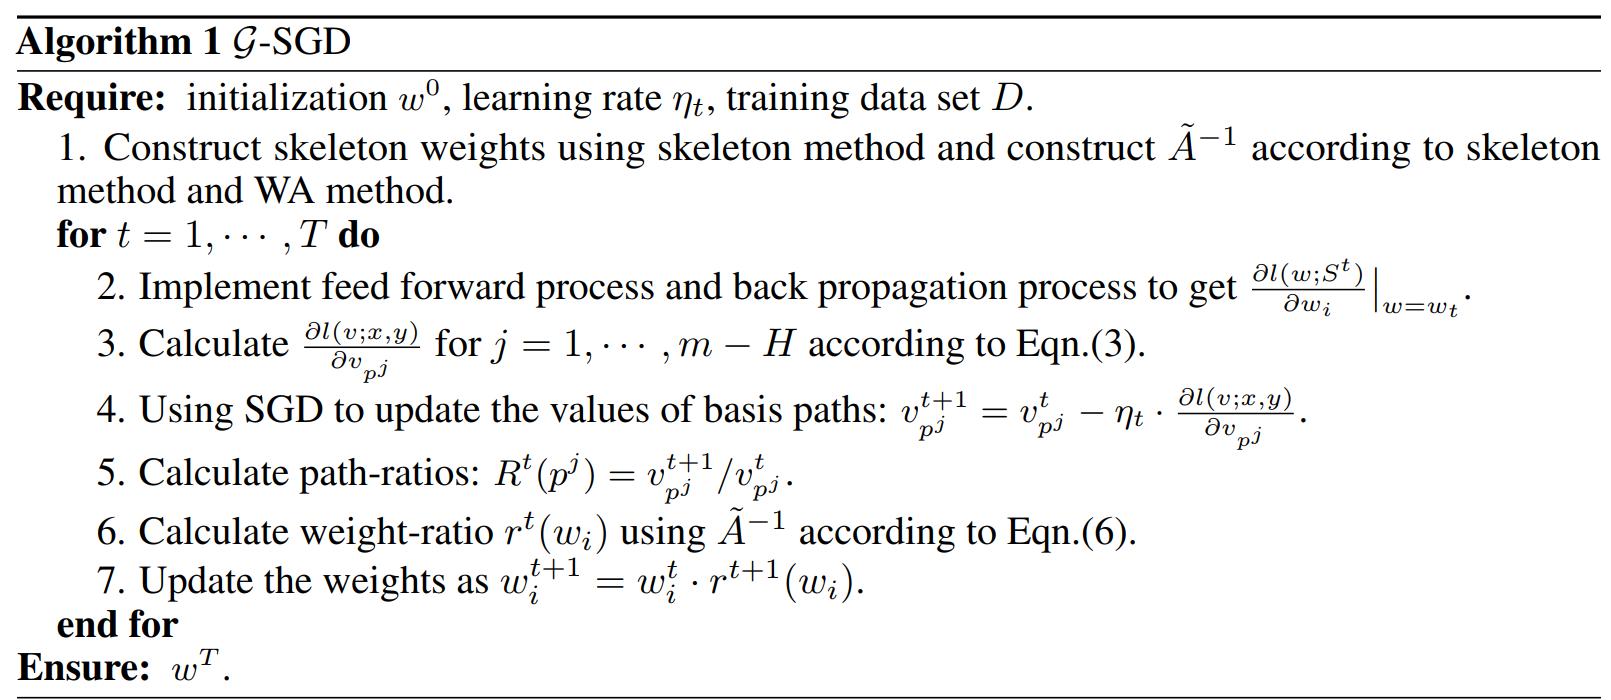 Algorithm 1 𝒢-SGD
Require: initialization $w^0$, learning rate $\eta_t$, training data set $D$.
1. Construct skeleton weights using skeleton method and construct $\tilde{A}^{-1}$ according to skeleton
method and WA method.
for $t = 1, \cdots, T$ do
2. Implement feed forward process and back propagation process to get $\frac{\partial l(w;S^t)}{\partial w_i}\big|_{w=w_t}$.
3. Calculate $\frac{\partial l(v;x,y)}{\partial v_{p^j}}$ for $j = 1, \cdots, m - H$ according to Eqn.(3).
4. Using SGD to update the values of basis paths: $v_{p^j}^{t+1} = v_{p^j}^t - \eta_t \cdot \frac{\partial l(v;x,y)}{\partial v_{p^j}}$.
5. Calculate path-ratios: $R^t(p^j) = v_{p^j}^{t+1}/v_{p^j}^t$.
6. Calculate weight-ratio $r^t(w_i)$ using $\tilde{A}^{-1}$ according to Eqn.(6).
7. Update the weights as $w_i^{t+1} = w_i^t \cdot r^{t+1}(w_i)$.
end for
Ensure: $w^T$.